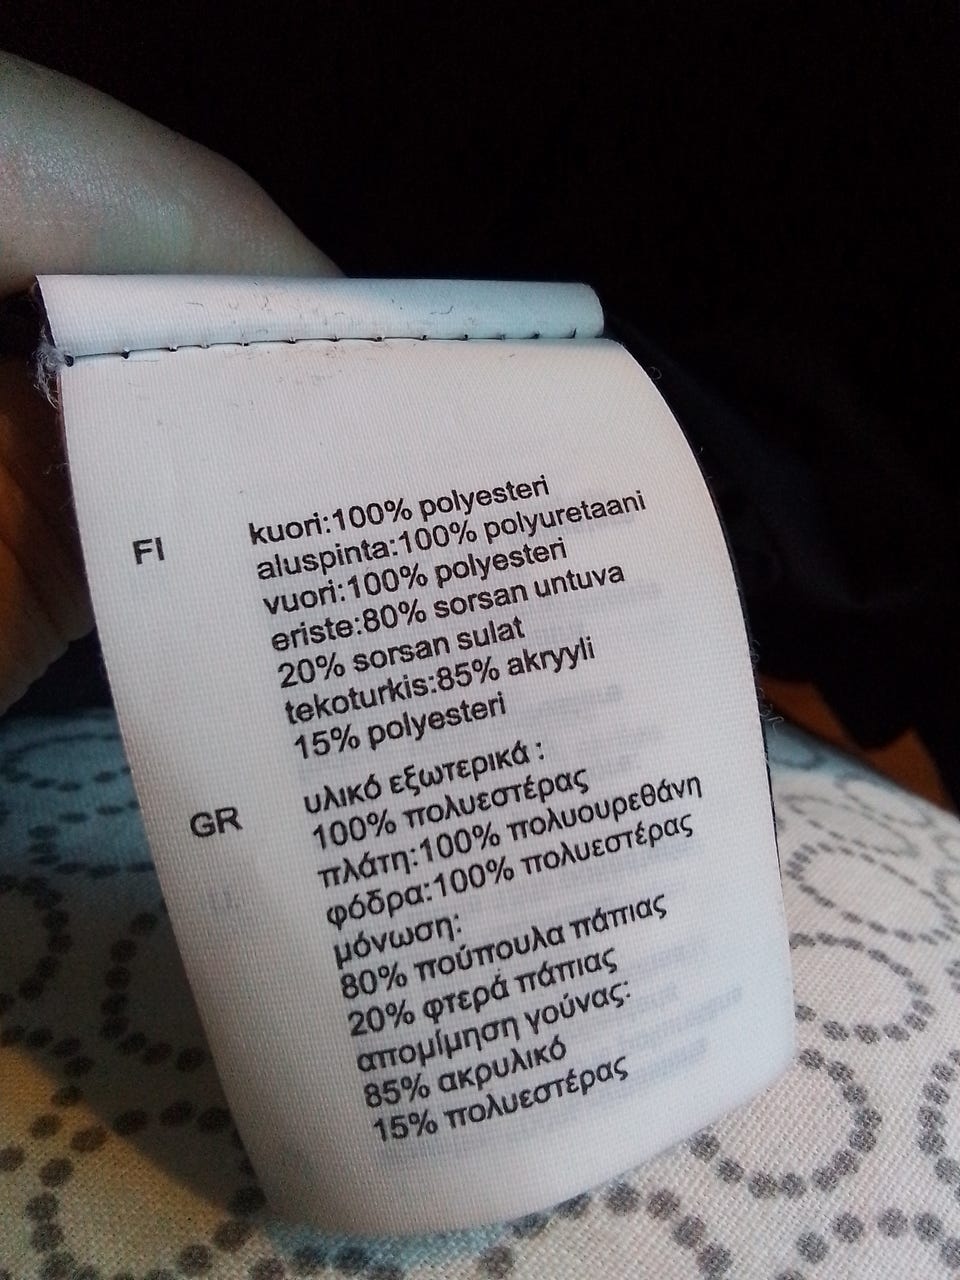 FI kuori:100% polyesteri
aluspinta:100% polyuretaani
vuori:100% polyesteri
eriste:80% sorsan untuva
20% sorsan sulat
tekoturkis:85% akryyli
15% polyesteri
GR υλικό εξωτερικά :
100% πολυεστέρας
πλάτη:100% πολυουρεθάνη
φόδρα:100% πολυεστέρας
μόνωση:
80% πούπουλα πάπιας
20% φτερά πάπιας
απομίμηση γούνας:
85% ακρυλικό
15% πολυεστέρας